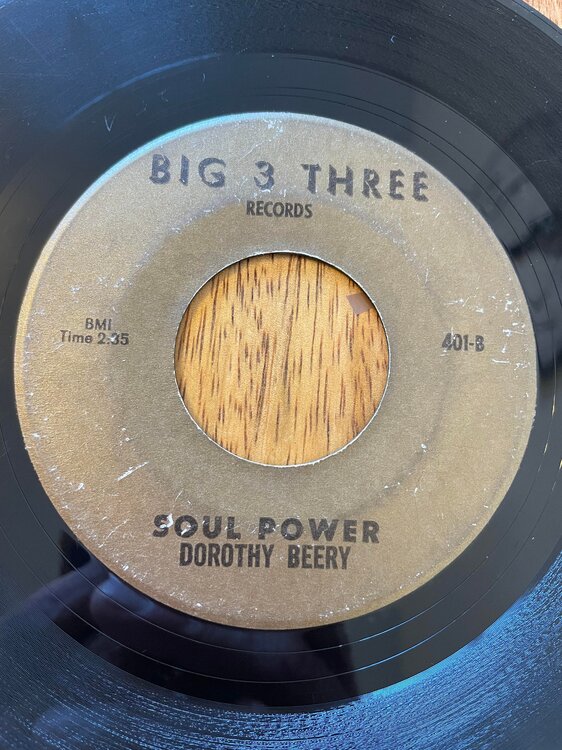 BIG 3 THREE
RECORDS
BMI
Time 2:35
401-B
SOUL POWER
DOROTHY BEERY